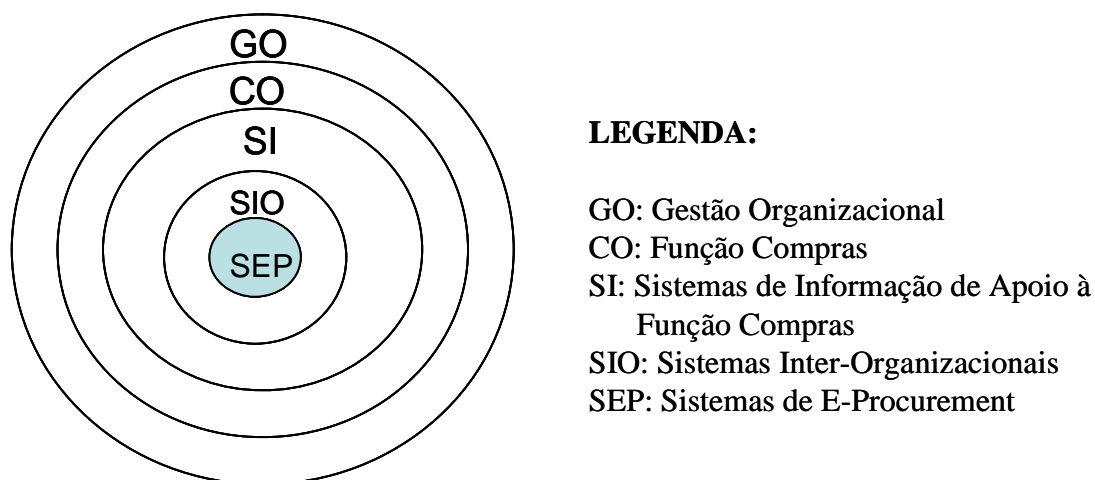 GO
CO
SI
SIO
SEP
LEGENDA:
GO: Gestão Organizacional
CO: Função Compras
SI: Sistemas de Informação de Apoio à
Função Compras
SIO: Sistemas Inter-Organizacionais
SEP: Sistemas de E-Procurement